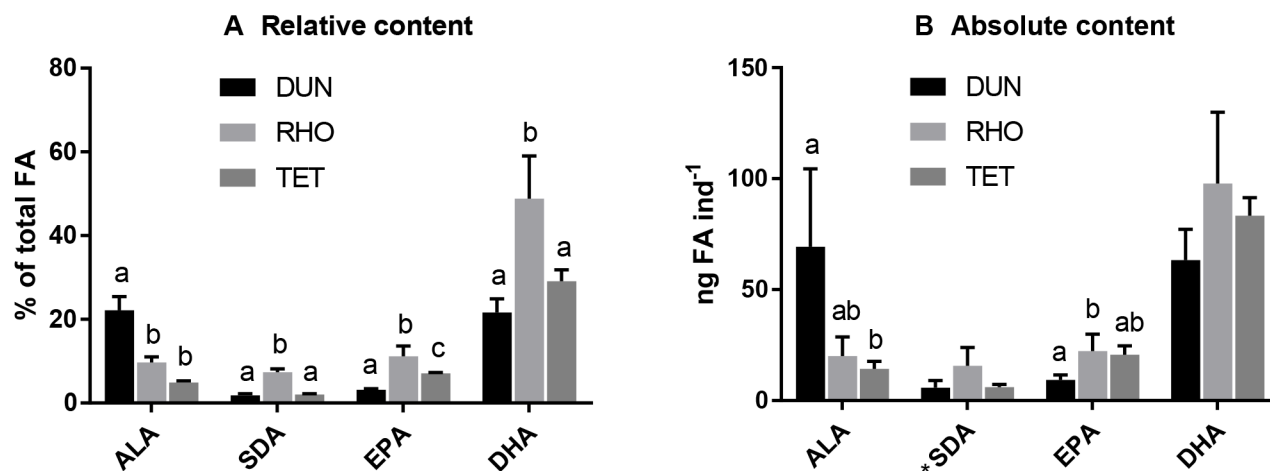 A Relative content
% of total FA
80
60
40
20
0
DUN
RHO
TET
a b b
a b a
a b c
a b a
ALA SDA EPA DHA
B Absolute content
ng FA ind-1
150
100
50
0
DUN
RHO
TET
a ab b
a b ab
ALA *SDA EPA DHA